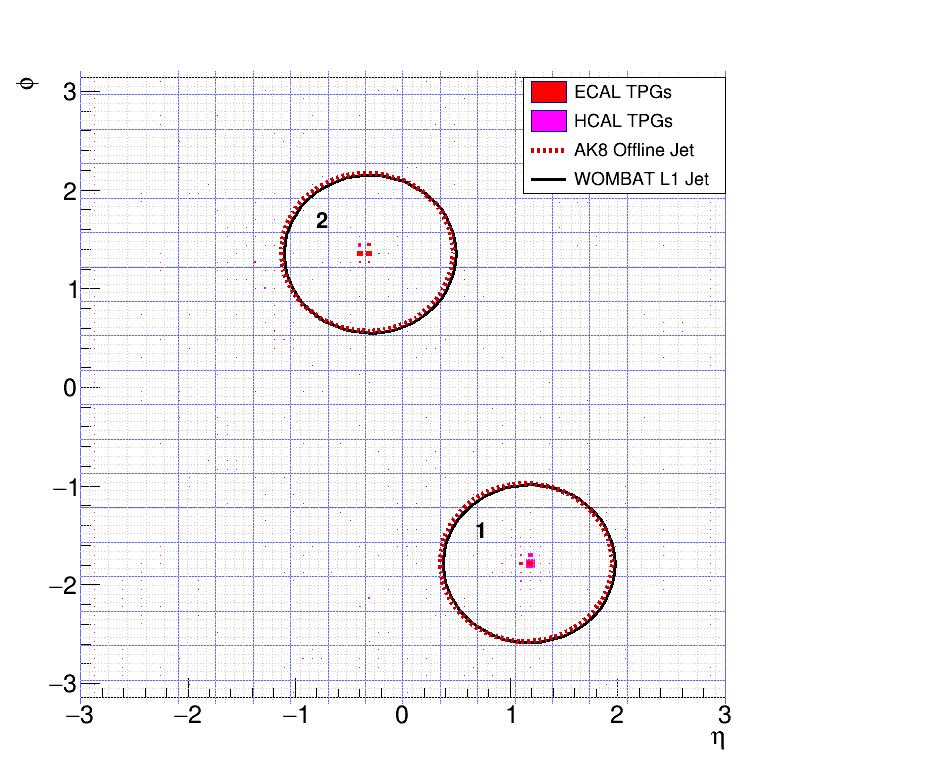 ϕ
3
2
1
0
−1
−2
−3
ECAL TPGs
HCAL TPGs
AK8 Offline Jet
WOMBAT L1 Jet
2
1
−3 −2 −1 0 1 2 3
η